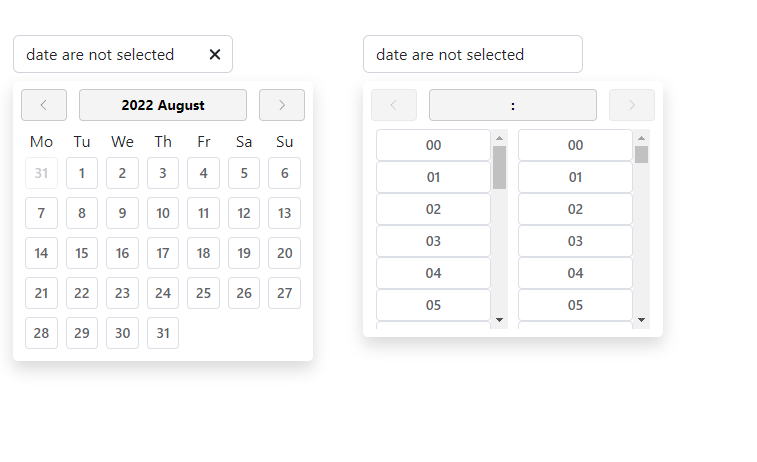 date are not selected ✕
2022 August
Mo Tu We Th Fr Sa Su
31 1 2 3 4 5 6
7 8 9 10 11 12 13
14 15 16 17 18 19 20
21 22 23 24 25 26 27
28 29 30 31
date are not selected
:
00 00
01 01
02 02
03 03
04 04
05 05